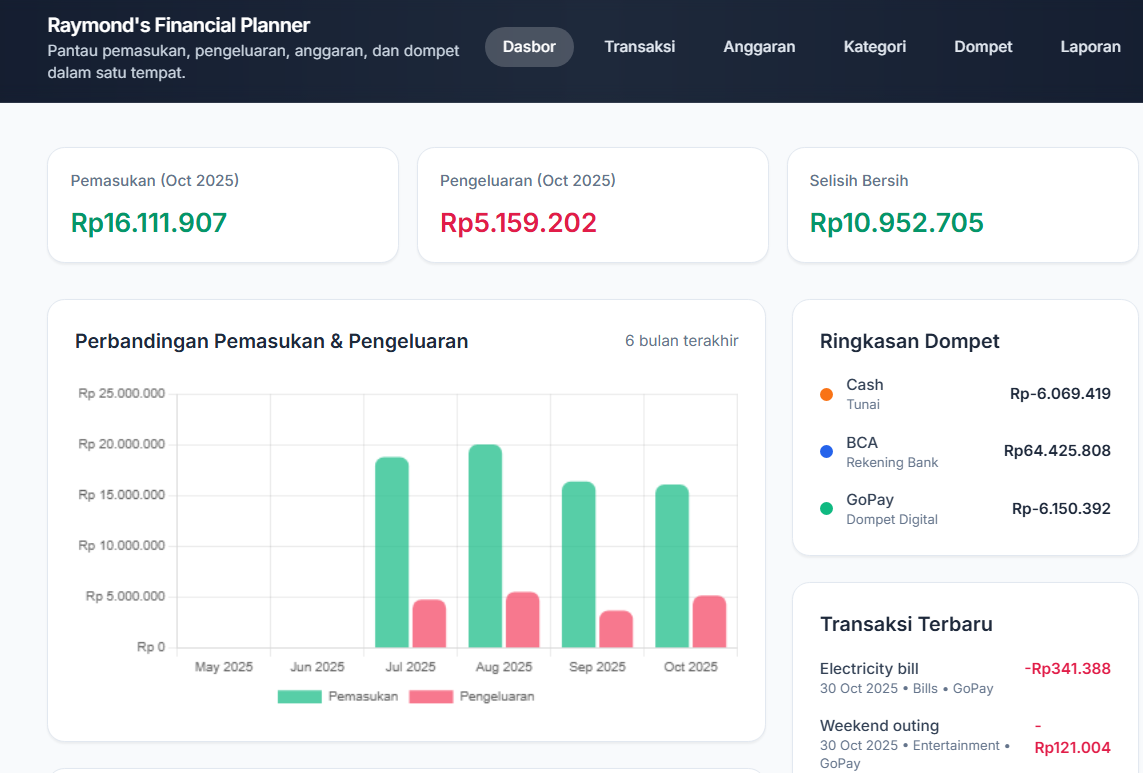 Raymond's Financial Planner
Pantau pemasukan, pengeluaran, anggaran, dan dompet
dalam satu tempat.
Dasbor
Transaksi
Anggaran
Kategori
Dompet
Laporan
Pemasukan (Oct 2025)
Rp16.111.907
Pengeluaran (Oct 2025)
Rp5.159.202
Selisih Bersih
Rp10.952.705
Perbandingan Pemasukan & Pengeluaran
6 bulan terakhir
Rp 25.000.000
Rp 20.000.000
Rp 15.000.000
Rp 10.000.000
Rp 5.000.000
Rp 0
May 2025
Jun 2025
Jul 2025
Aug 2025
Sep 2025
Oct 2025
Pemasukan
Pengeluaran
Ringkasan Dompet
Cash
Rp-6.069.419
Tunai
BCA
Rp64.425.808
Rekening Bank
GoPay
Rp-6.150.392
Dompet Digital
Transaksi Terbaru
Electricity bill
-Rp341.388
30 Oct 2025 • Bills • GoPay
Weekend outing
-
Rp121.004
30 Oct 2025 • Entertainment •
GoPay